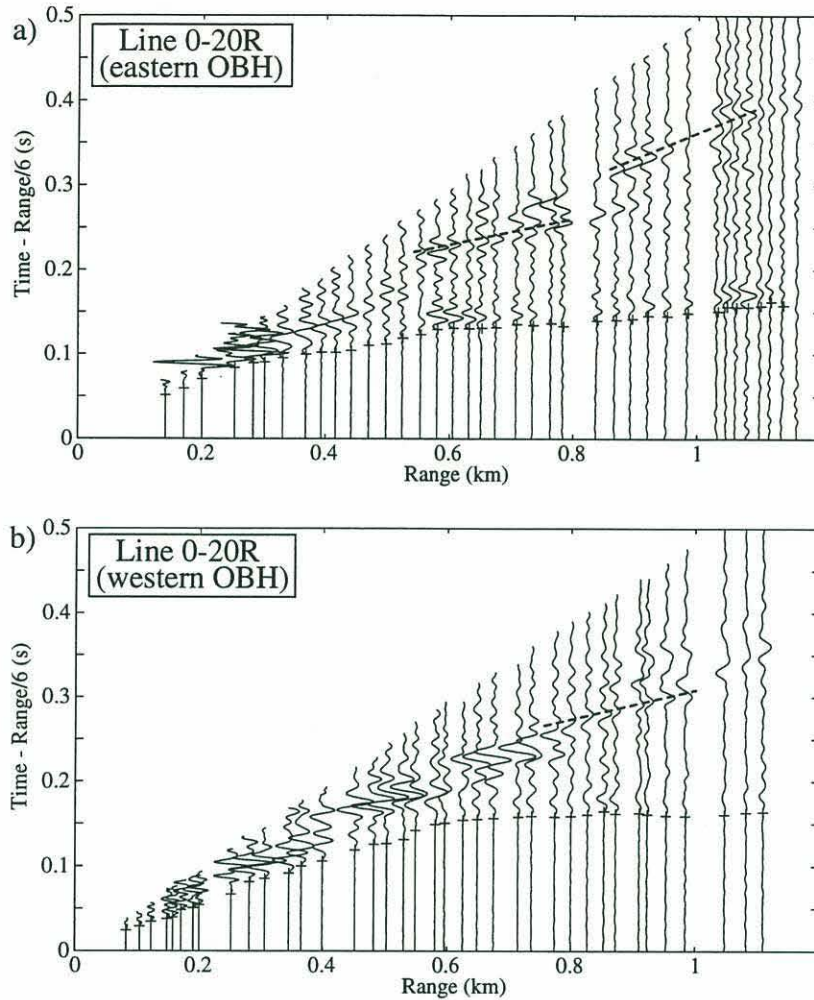 a)
Line 0-20R
(eastern OBH)
Time - Range/6 (s)
0.5
0.4
0.3
0.2
0.1
0
0
0.2
0.4
0.6
0.8
1
Range (km)
b)
Line 0-20R
(western OBH)
Time - Range/6 (s)
0.5
0.4
0.3
0.2
0.1
0
0
0.2
0.4
0.6
0.8
1
Range (km)